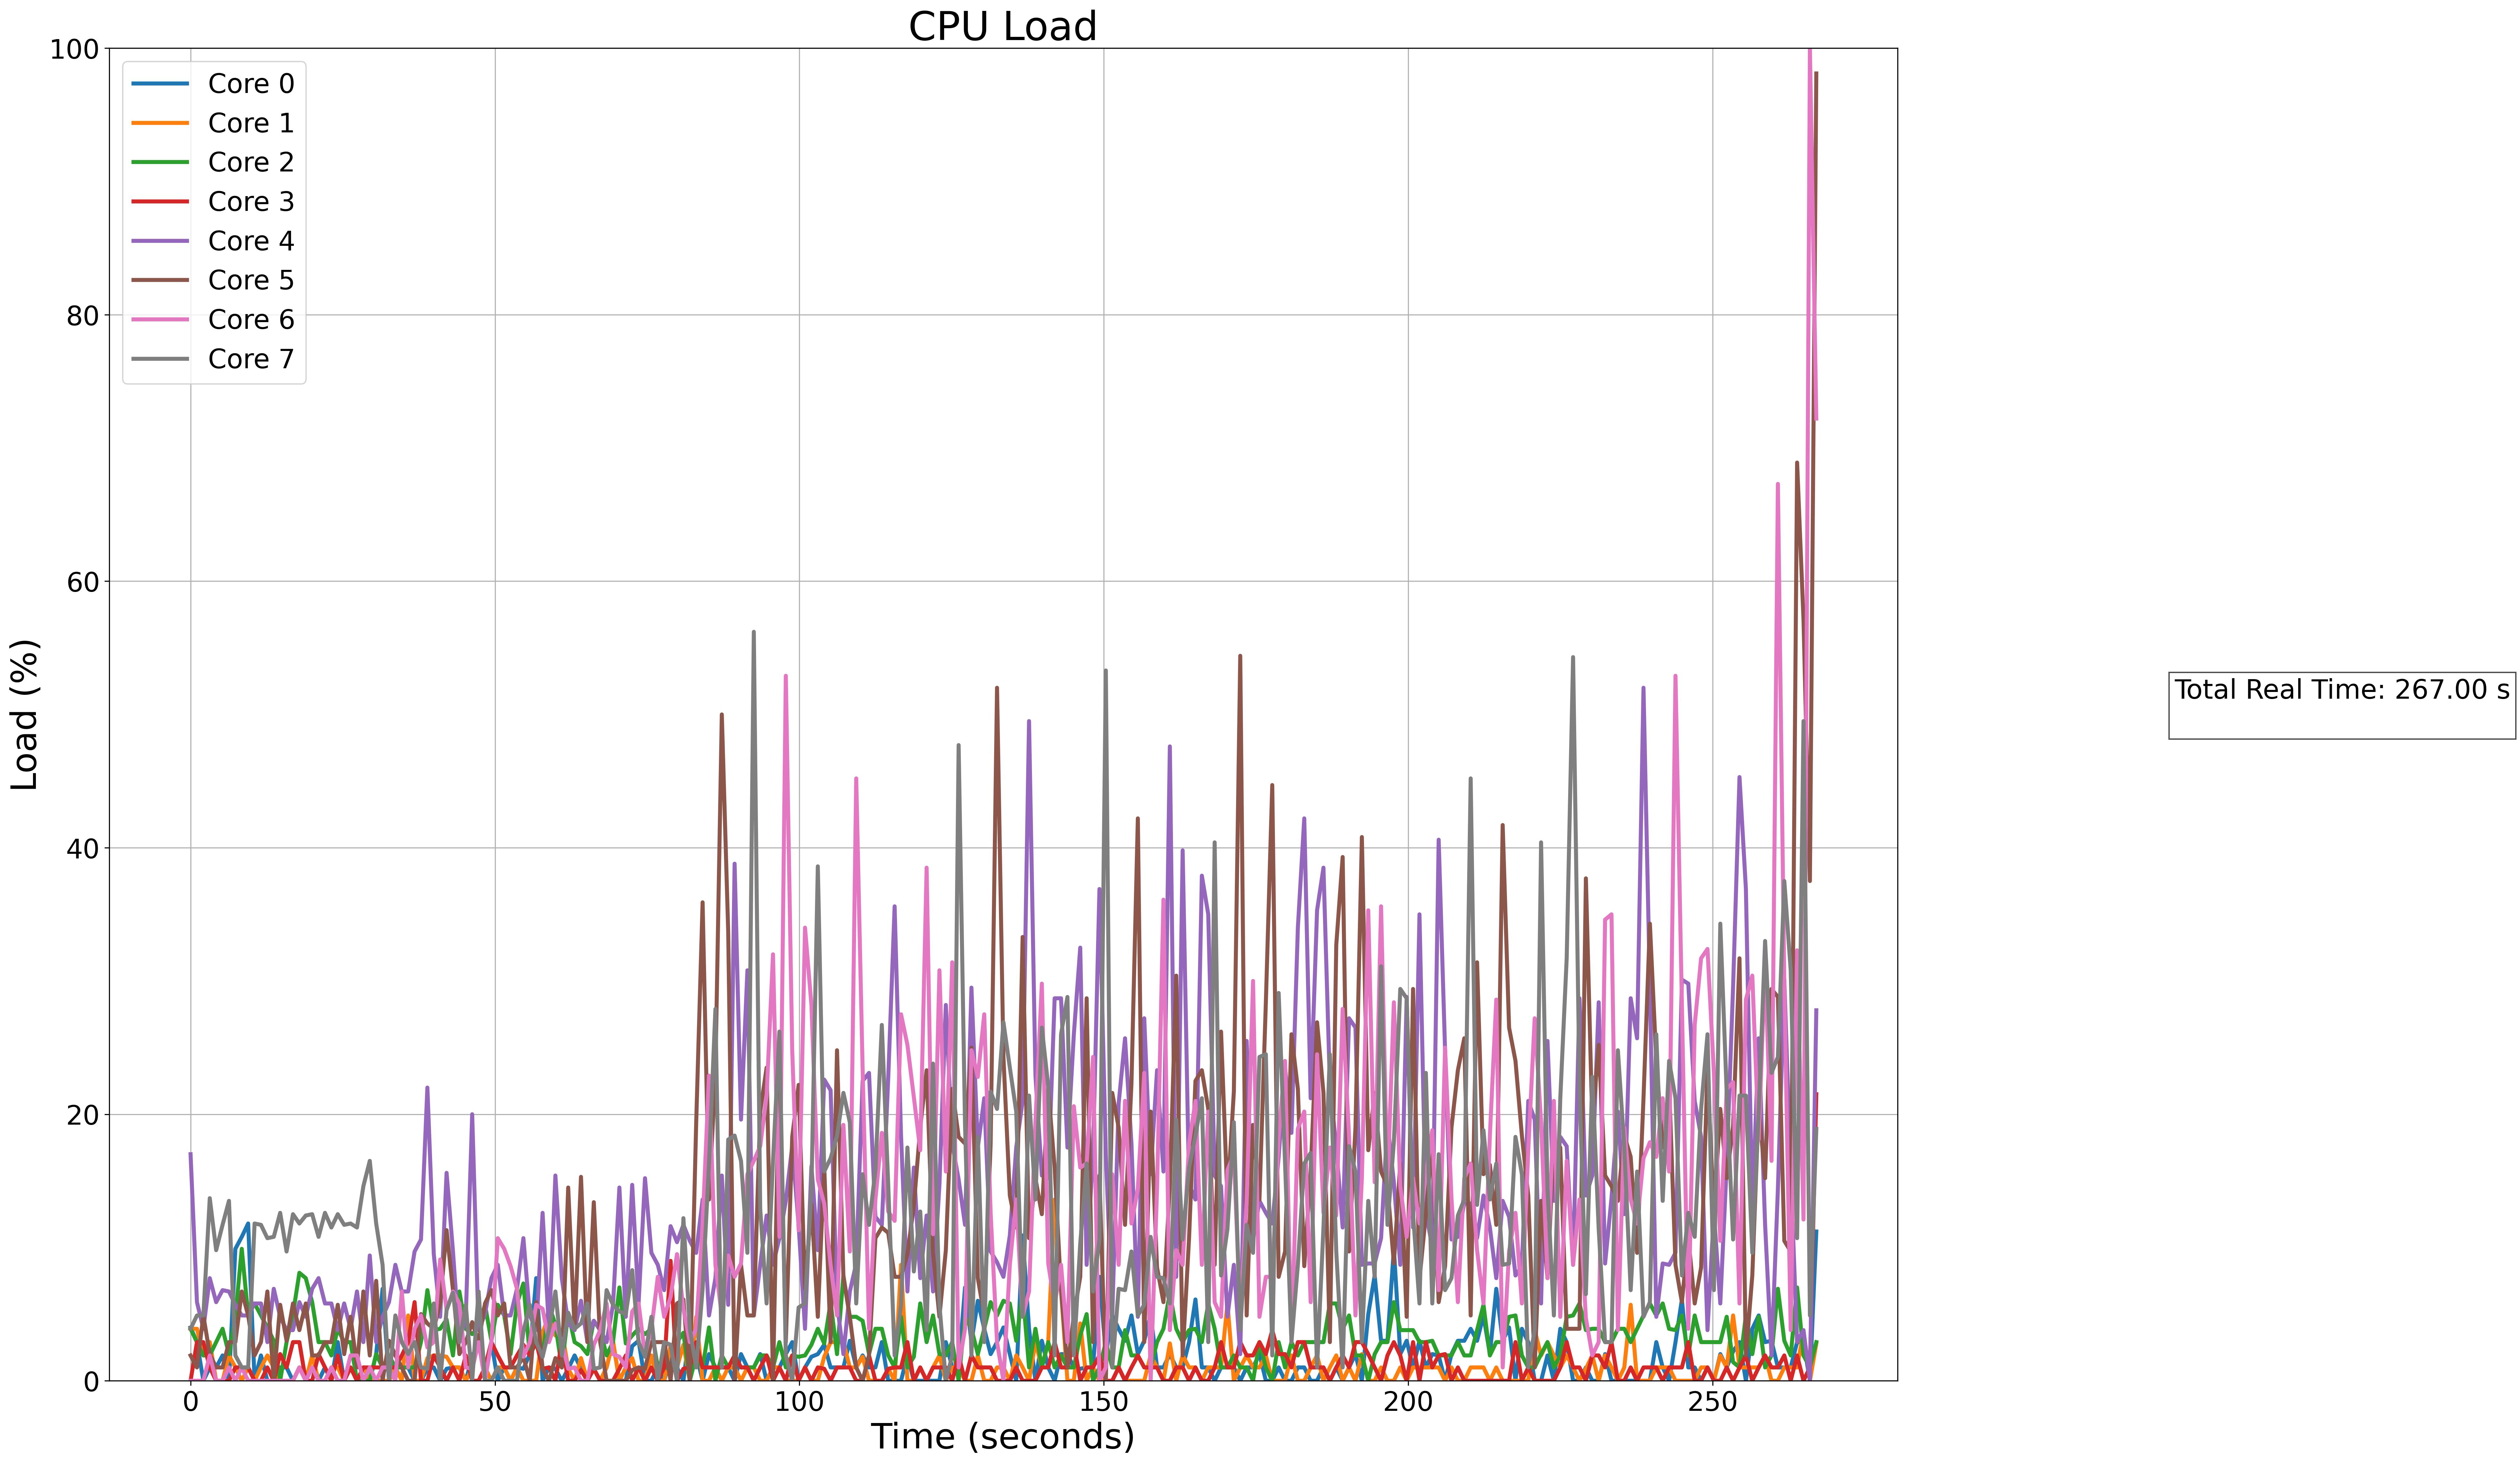 CPU Load
100
80
60
40
20
0
Load (%)
Core 0
Core 1
Core 2
Core 3
Core 4
Core 5
Core 6
Core 7
Total Real Time: 267.00 s
0 50 100 150 200 250
Time (seconds)